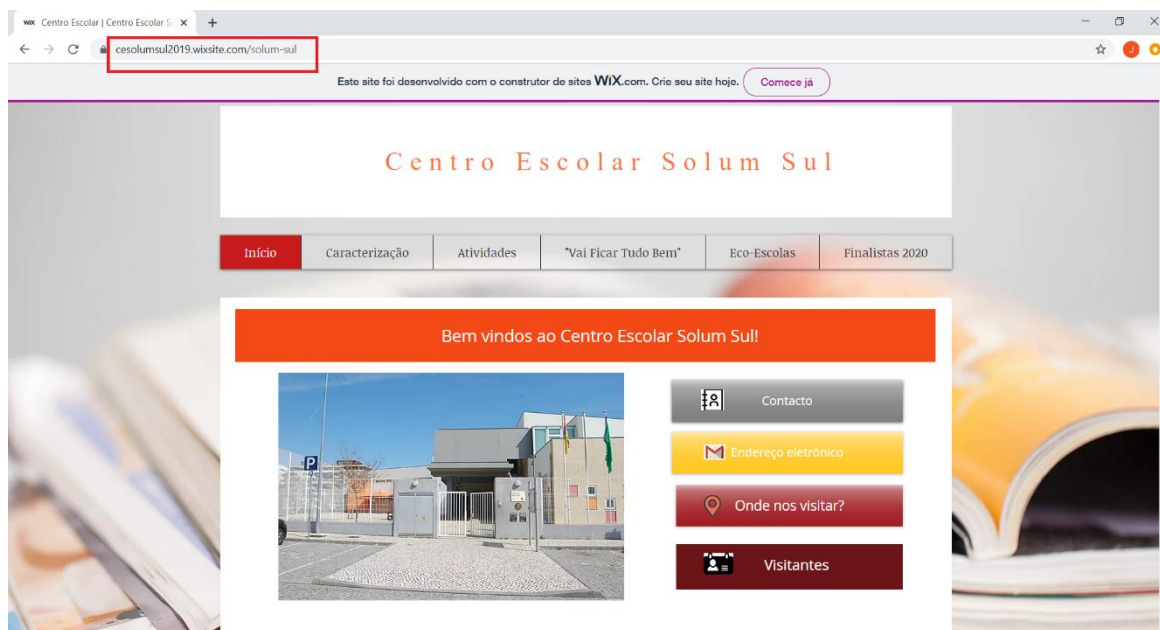 WiX Centro Escolar | Centro Escolar S
cesolumsul2019.wixsite.com/solum-sul
J
Este site foi desenvolvido com o construtor de sites WiX.com. Crie seu site hoje. Comece já
Centro Escolar Solum Sul
Início Caracterização Atividades "Vai Ficar Tudo Bem" Eco-Escolas Finalistas 2020
Bem vindos ao Centro Escolar Solum Sul!
Contacto
P
Endereço eletrónico
Onde nos visitar?
Visitantes